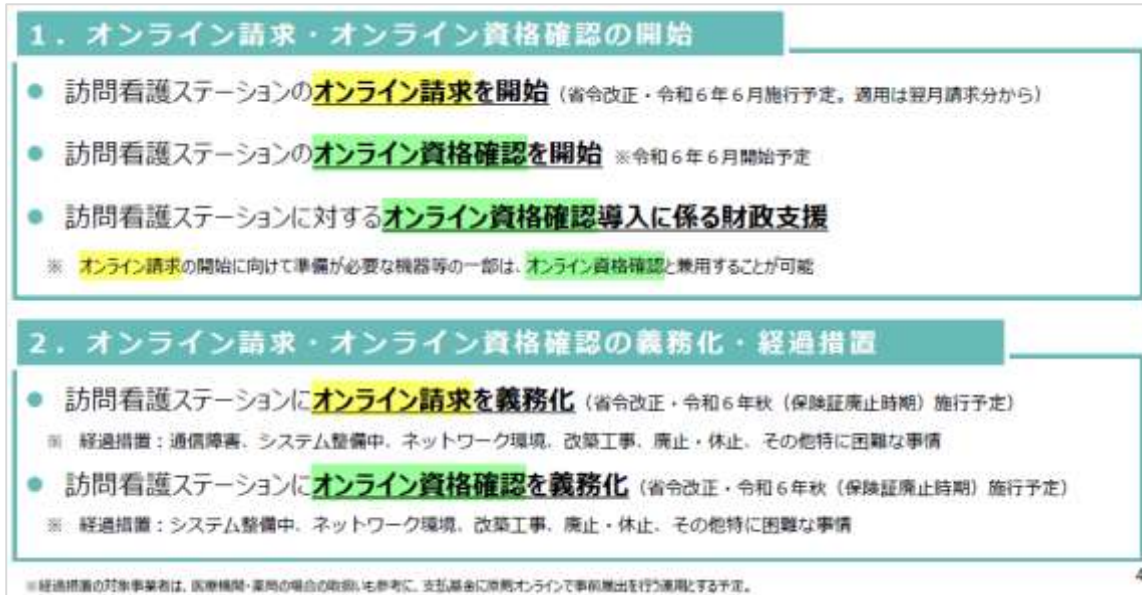 １．オンライン請求・オンライン資格確認の開始
● 訪問看護ステーションのオンライン請求を開始（省令改正・令和６年６月施行予定。適用は翌月請求分から）
● 訪問看護ステーションのオンライン資格確認を開始 ※令和６年６月開始予定
● 訪問看護ステーションに対するオンライン資格確認導入に係る財政支援
※ オンライン請求の開始に向けて準備が必要な機器等の一部は、オンライン資格確認と兼用することが可能
２．オンライン請求・オンライン資格確認の義務化・経過措置
● 訪問看護ステーションにオンライン請求を義務化（省令改正・令和６年秋（保険証廃止時期）施行予定）
※ 経過措置：通信障害、システム整備中、ネットワーク環境、改築工事、廃止・休止、その他特に困難な事情
● 訪問看護ステーションにオンライン資格確認を義務化（省令改正・令和６年秋（保険証廃止時期）施行予定）
※ 経過措置：システム整備中、ネットワーク環境、改築工事、廃止・休止、その他特に困難な事情
※経過措置の対象事業者は、医療機関・薬局の場合の取扱いも参考に、支払基金に原則オンラインで事前届出を行う運用とする予定。
4